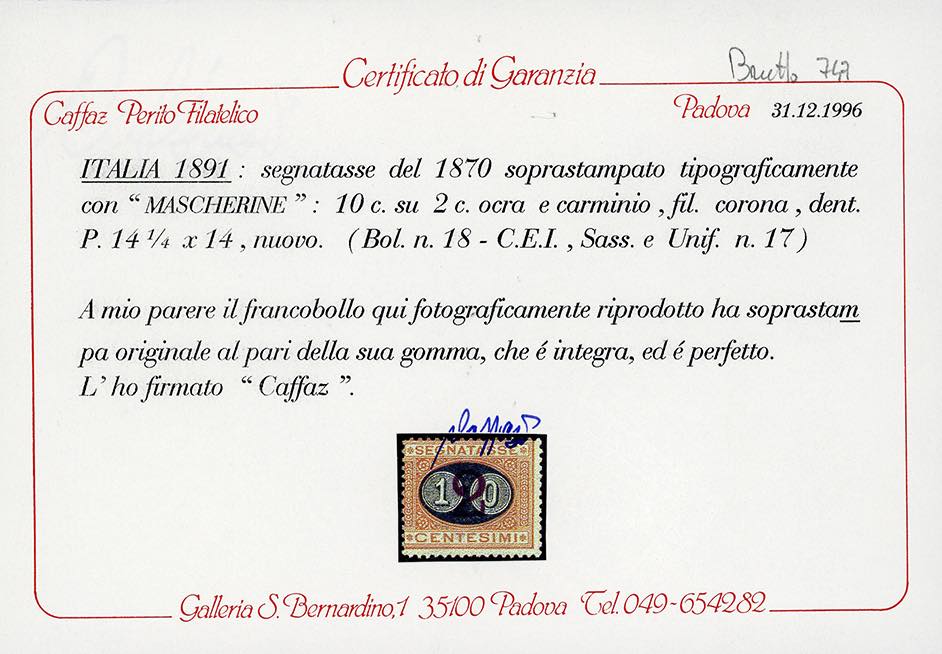 Certificato di Garanzia
747
Caffaz Perito Filatelico
Padova 31.12.1996
ITALIA 1891 : segnatasse del 1870 soprastampato tipograficamente
con “ MASCHERINE ” : 10 c. su 2 c. ocra e carminio , fil. corona , dent.
P. 14 ¼ x 14 , nuovo. ( Bol. n. 18 - C.E.I. , Sass. e Unif. n. 17 )
A mio parere il francobollo qui fotograficamente riprodotto ha soprastam
pa originale al pari della sua gomma, che é integra, ed é perfetto.
L' ho firmato “ Caffaz ”.
SEGNATASSE
10
CENTESIMI
Galleria S. Bernardino,1 35100 Padova Tel. 049-654282